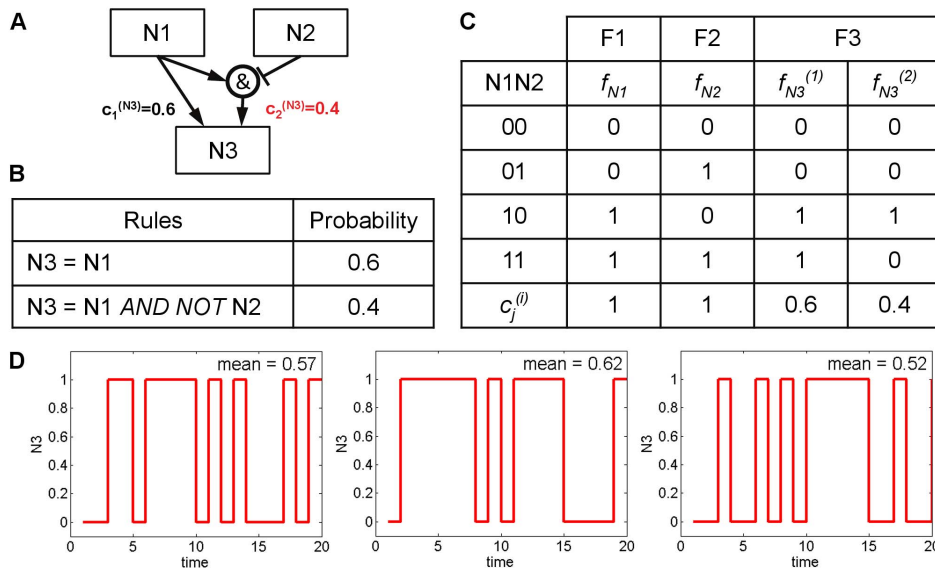 A
N1
N2
&
c₁⁽ᴺ³⁾=0.6
c₂⁽ᴺ³⁾=0.4
N3
B
Rules Probability
N3 = N1 0.6
N3 = N1 AND NOT N2 0.4
C
F1 F2 F3
N1N2 f_N1 f_N2 f_N3^(1) f_N3^(2)
00 0 0 0 0
01 0 1 0 0
10 1 0 1 1
11 1 1 1 0
c_j^(i) 1 1 0.6 0.4
D
mean = 0.57
1
0.8
0.6
0.4
0.2
0
N3
0 5 10 15 20
time
mean = 0.62
1
0.8
0.6
0.4
0.2
0
N3
0 5 10 15 20
time
mean = 0.52
1
0.8
0.6
0.4
0.2
0
N3
0 5 10 15 20
time